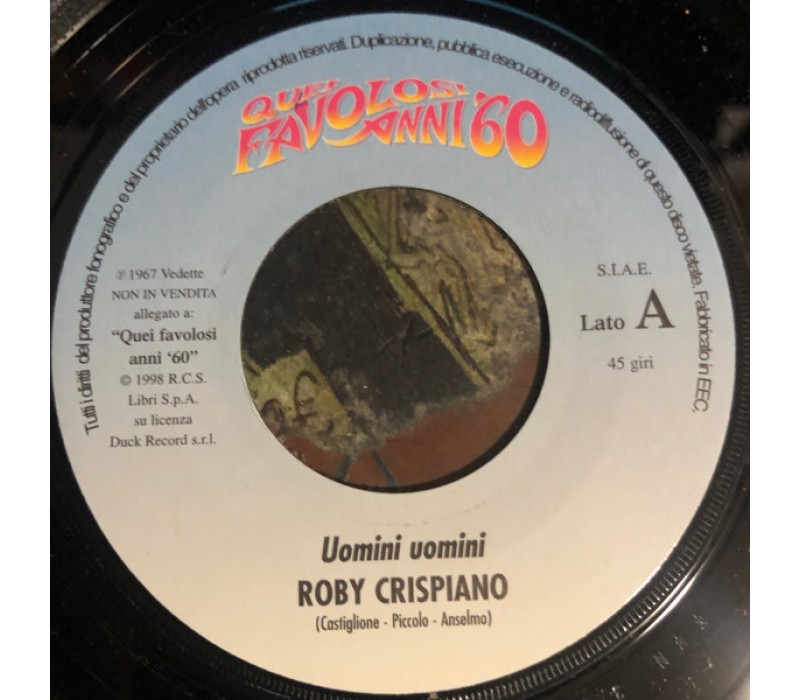 Tutti i diritti del produttore fonografico e del proprietario dell'opera riprodotta riservati. Duplicazione, pubblica esecuzione e radiodiffusione di questo disco vietate. Fabbricato in EEC.
QUEI
FAVOLOSI
ANNI '60
℗ 1967 Vedette
NON IN VENDITA
allegato a:
“Quei favolosi
anni ‘60”
© 1998 R.C.S.
Libri S.p.A.
su licenza
Duck Record s.r.l.
S.I.A.E.
Lato A
45 giri
Uomini uomini
ROBY CRISPIANO
(Castiglione - Piccolo - Anselmo)